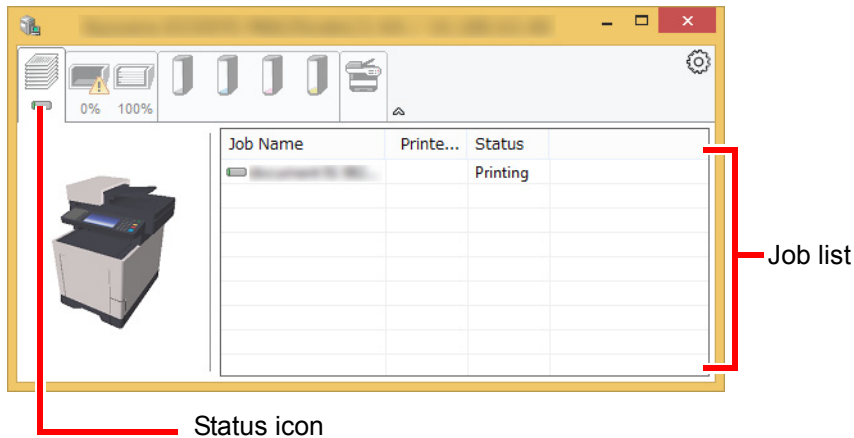 0% 100%
Job Name Printe... Status
Printing
Job list
Status icon